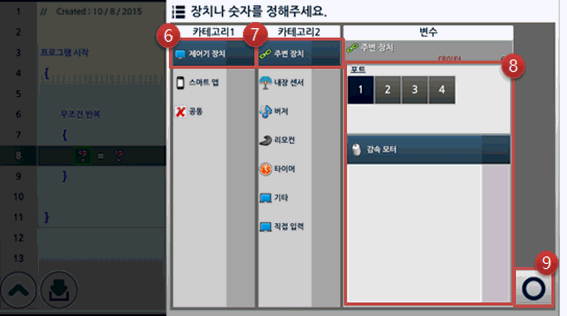 장치나 숫자를 정해주세요.
1 // Created : 10 / 8 / 2015
2
3 프로그램 시작
4 {
5
6 무조건 반복
7 {
8 ? = ?
9 }
10
11 }
12
13
카테고리1
카테고리2
변수
6
7
8
9
제어기 장치
스마트 앱
공통
주변 장치
내장 센서
버저
리모컨
타이머
기타
직접 입력
주변 장치
포트
1 2 3 4
감속 모터